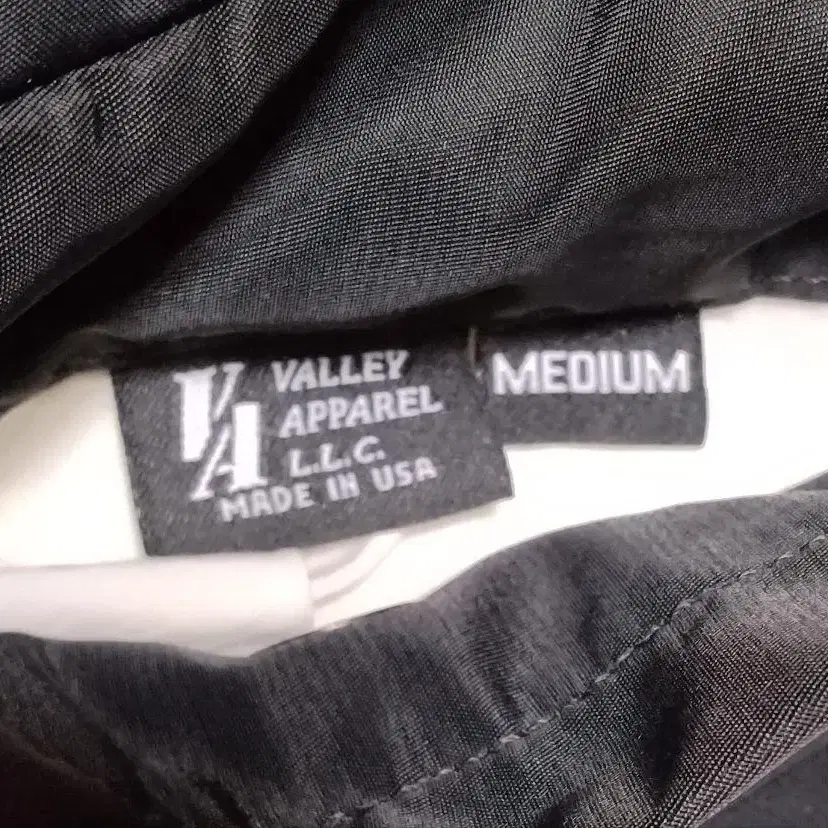 VA
VALLEY
APPAREL
L.L.C.
MADE IN USA
MEDIUM